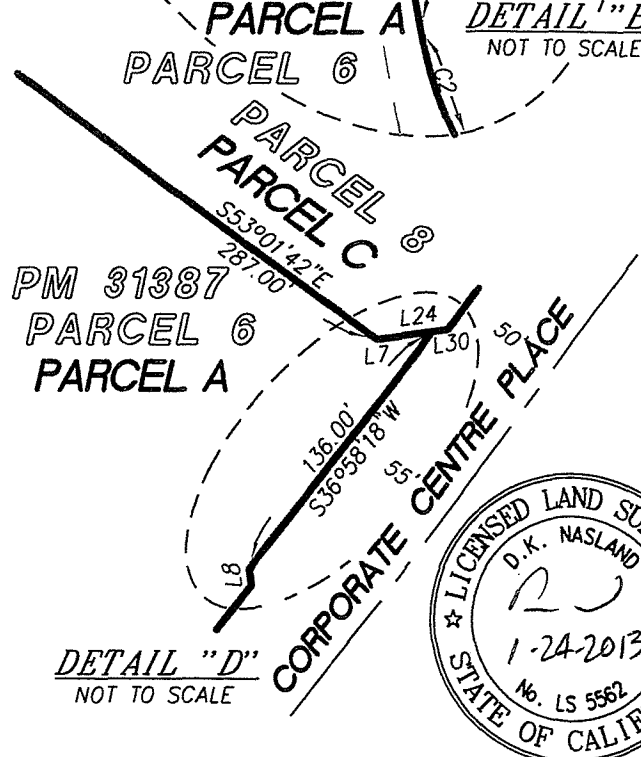 PARCEL A
DETAIL "E
NOT TO SCALE
PARCEL 6
C2
PARCEL 8
PARCEL C
S53°01'42"E
287.00'
PM 31387
PARCEL 6
PARCEL A
L24
L7
L30
50'
136.00'
S36°58'18"W
55'
CORPORATE CENTRE PLACE
L8
DETAIL "D"
NOT TO SCALE
LICENSED LAND SU
D.K. NASLAND
1-24-2013
No. LS 5562
STATE OF CALIF